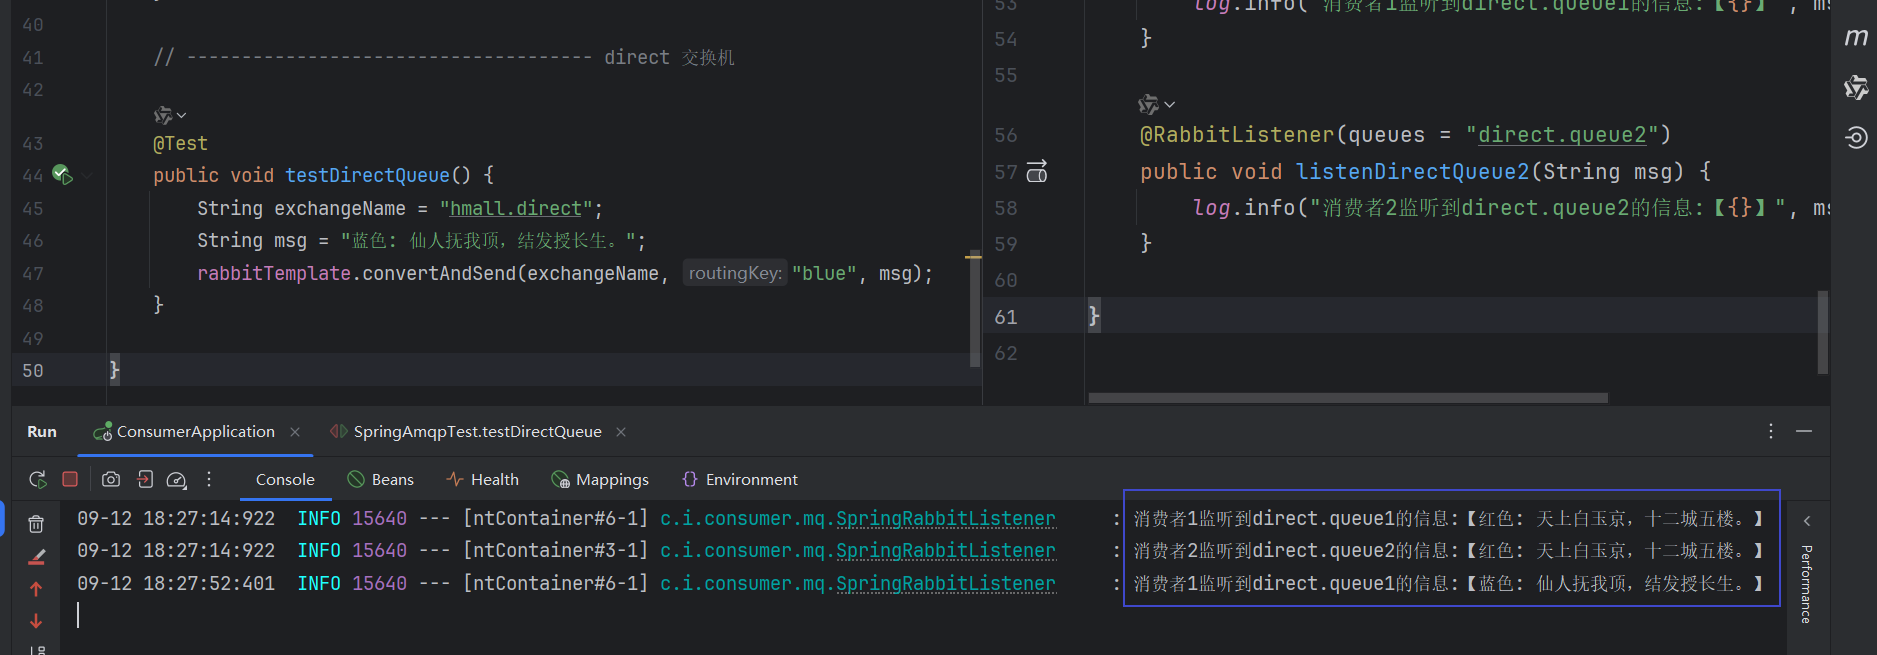 40
41 // ------------------------------------- direct 交换机
42
43 @Test
44 public void testDirectQueue() {
45 String exchangeName = "hmall.direct";
46 String msg = "蓝色: 仙人抚我顶，结发授长生。";
47 rabbitTemplate.convertAndSend(exchangeName, routingKey: "blue", msg);
48 }
49
50 }
53 log.info("消费者1监听到direct.queue1的信息:【{}】", ms
54 }
55
56 @RabbitListener(queues = "direct.queue2")
57 public void listenDirectQueue2(String msg) {
58 log.info("消费者2监听到direct.queue2的信息:【{}】", ms
59 }
60
61 }
62
m
Run ConsumerApplication × SpringAmqpTest.testDirectQueue ×
Console Beans Health Mappings Environment
09-12 18:27:14:922 INFO 15640 --- [ntContainer#6-1] c.i.consumer.mq.SpringRabbitListener : 消费者1监听到direct.queue1的信息:【红色: 天上白玉京，十二城五楼。】
09-12 18:27:14:922 INFO 15640 --- [ntContainer#3-1] c.i.consumer.mq.SpringRabbitListener : 消费者2监听到direct.queue2的信息:【红色: 天上白玉京，十二城五楼。】
09-12 18:27:52:401 INFO 15640 --- [ntContainer#6-1] c.i.consumer.mq.SpringRabbitListener : 消费者1监听到direct.queue1的信息:【蓝色: 仙人抚我顶，结发授长生。】
Performance